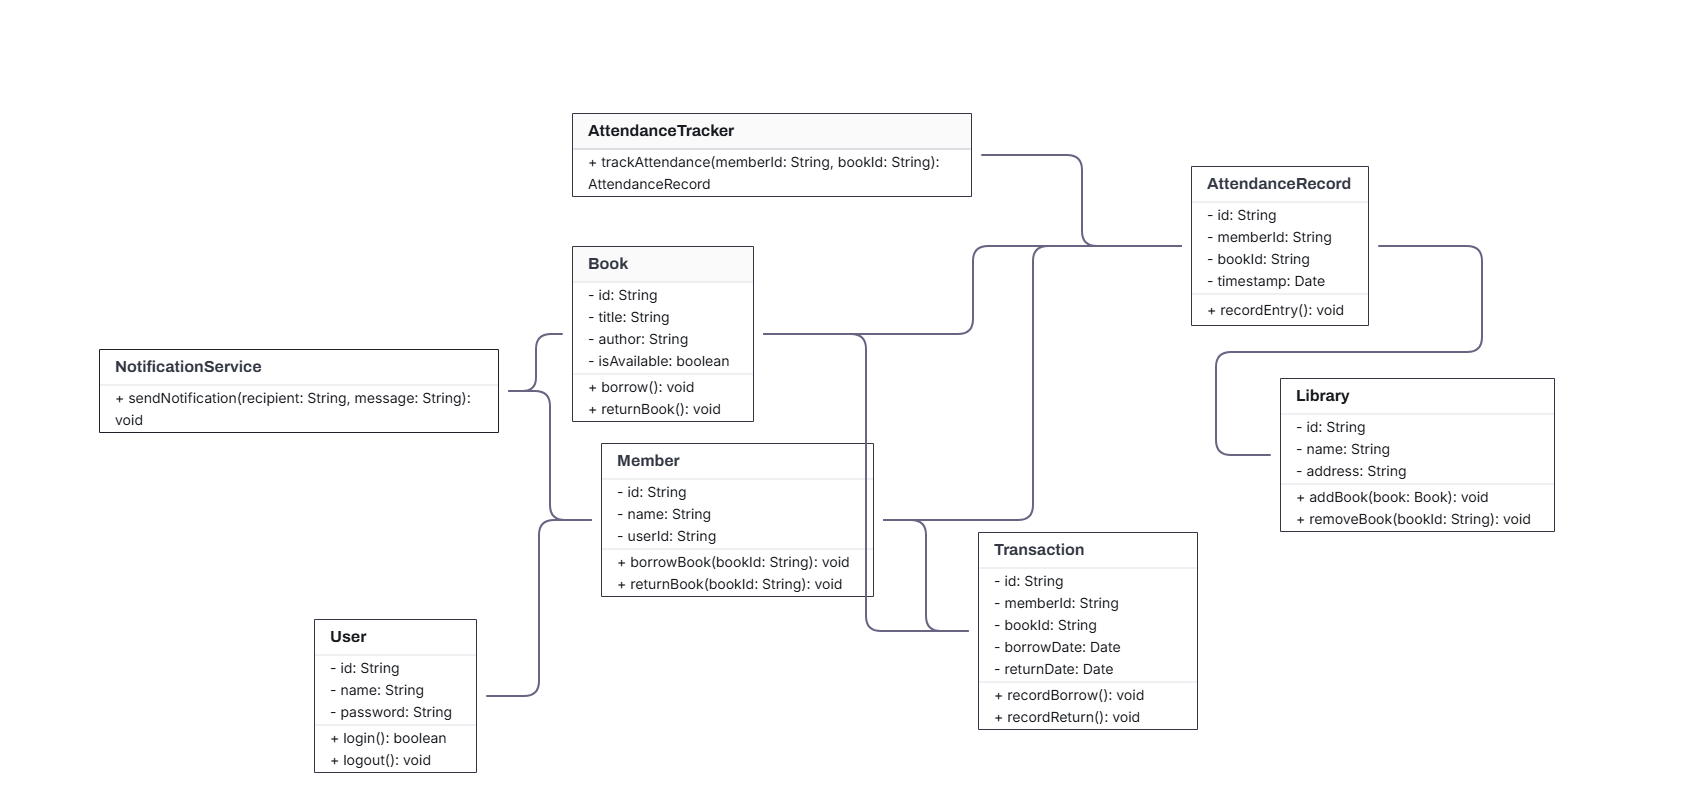 AttendanceTracker
+ trackAttendance(memberId: String, bookId: String):
AttendanceRecord
AttendanceRecord
- id: String
- memberId: String
- bookId: String
- timestamp: Date
+ recordEntry(): void
Book
- id: String
- title: String
- author: String
- isAvailable: boolean
+ borrow(): void
+ returnBook(): void
NotificationService
+ sendNotification(recipient: String, message: String):
void
Library
- id: String
- name: String
- address: String
+ addBook(book: Book): void
+ removeBook(bookId: String): void
Member
- id: String
- name: String
- userId: String
+ borrowBook(bookId: String): void
+ returnBook(bookId: String): void
Transaction
- id: String
- memberId: String
- bookId: String
- borrowDate: Date
- returnDate: Date
+ recordBorrow(): void
+ recordReturn(): void
User
- id: String
- name: String
- password: String
+ login(): boolean
+ logout(): void